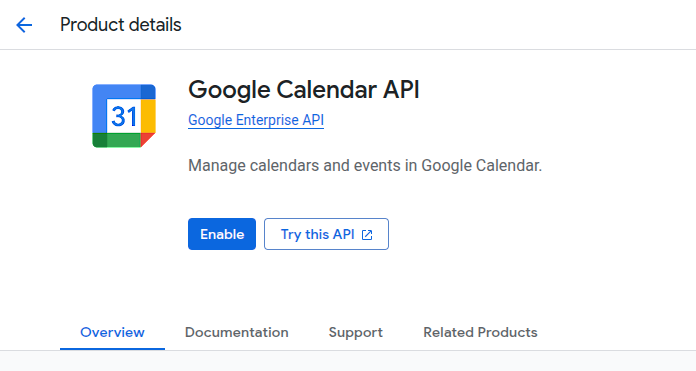 Product details
31
Google Calendar API
Google Enterprise API
Manage calendars and events in Google Calendar.
Enable Try this API
Overview Documentation Support Related Products